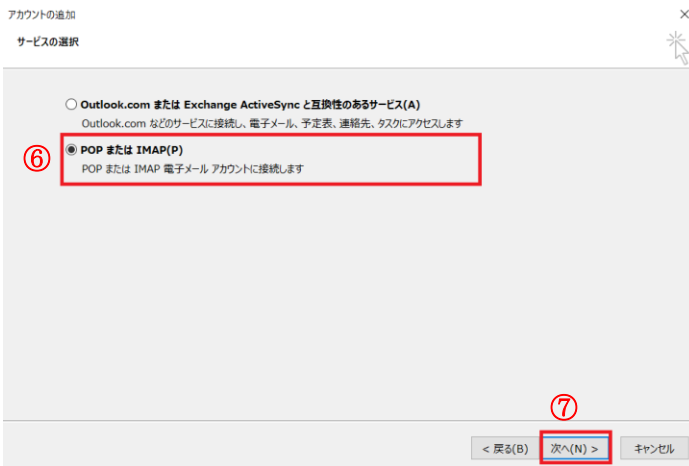 アカウントの追加
サービスの選択
Outlook.com または Exchange ActiveSync と互換性のあるサービス(A)
Outlook.com などのサービスに接続し、電子メール、予定表、連絡先、タスクにアクセスします
⑥
POP または IMAP(P)
POP または IMAP 電子メール アカウントに接続します
⑦
< 戻る(B)
次へ(N) >
キャンセル